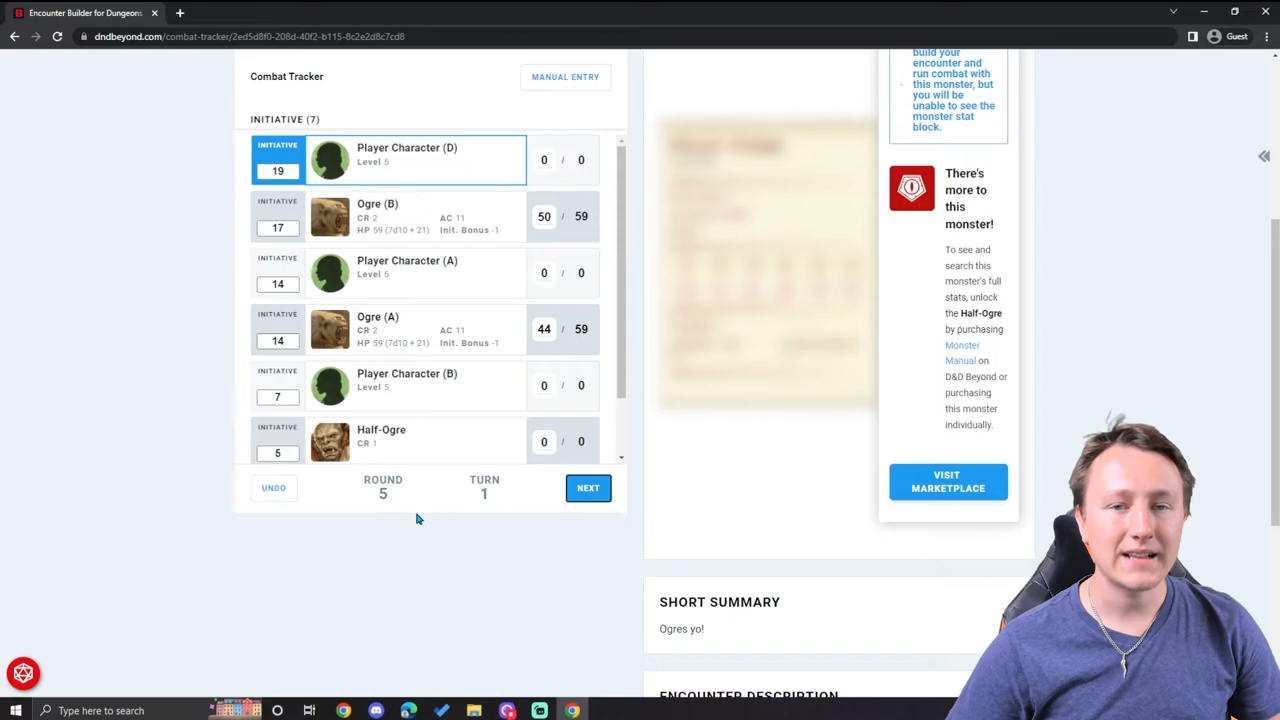 Encounter Builder for Dungeons
Guest
dndbeyond.com/combat-tracker/2ed5d8f0-208d-40f2-b115-8c2e2d8c7cd8
Combat Tracker
MANUAL ENTRY
INITIATIVE (7)
INITIATIVE
19
Player Character (D)
Level 5
0 / 0
INITIATIVE
17
Ogre (B)
CR 2 AC 11
HP 59 (7d10 + 21) Init. Bonus -1
50 / 59
INITIATIVE
14
Player Character (A)
Level 5
0 / 0
INITIATIVE
14
Ogre (A)
CR 2 AC 11
HP 59 (7d10 + 21) Init. Bonus -1
44 / 59
INITIATIVE
7
Player Character (B)
Level 5
0 / 0
INITIATIVE
5
Half-Ogre
CR 1
0 / 0
UNDO
ROUND
5
TURN
1
NEXT
build your
encounter and
run combat with
this monster, but
you will be
unable to see the
monster stat
block.
There's
more to
this
monster!
To see and
search this
monster's full
stats, unlock
the Half-Ogre
by purchasing
Monster
Manual on
D&D Beyond or
purchasing
this monster
individually.
VISIT
MARKETPLACE
SHORT SUMMARY
Ogres yo!
ENCOUNTER DESCRIPTION
Type here to search